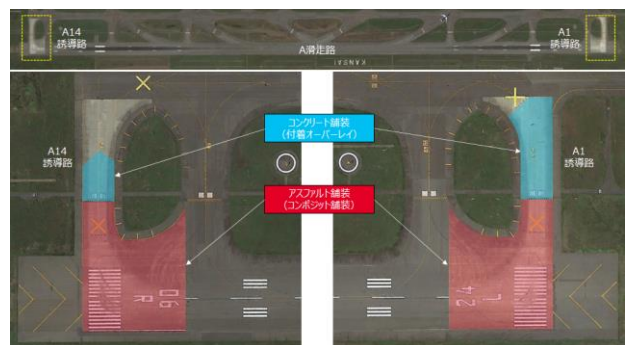 A14
誘導路
A滑走路
KANSAI
A1
誘導路
A14
誘導路
コンクリート舗装
(付着オーバーレイ)
A1
誘導路
アスファルト舗装
(コンポジット舗装)
06
R
24
L